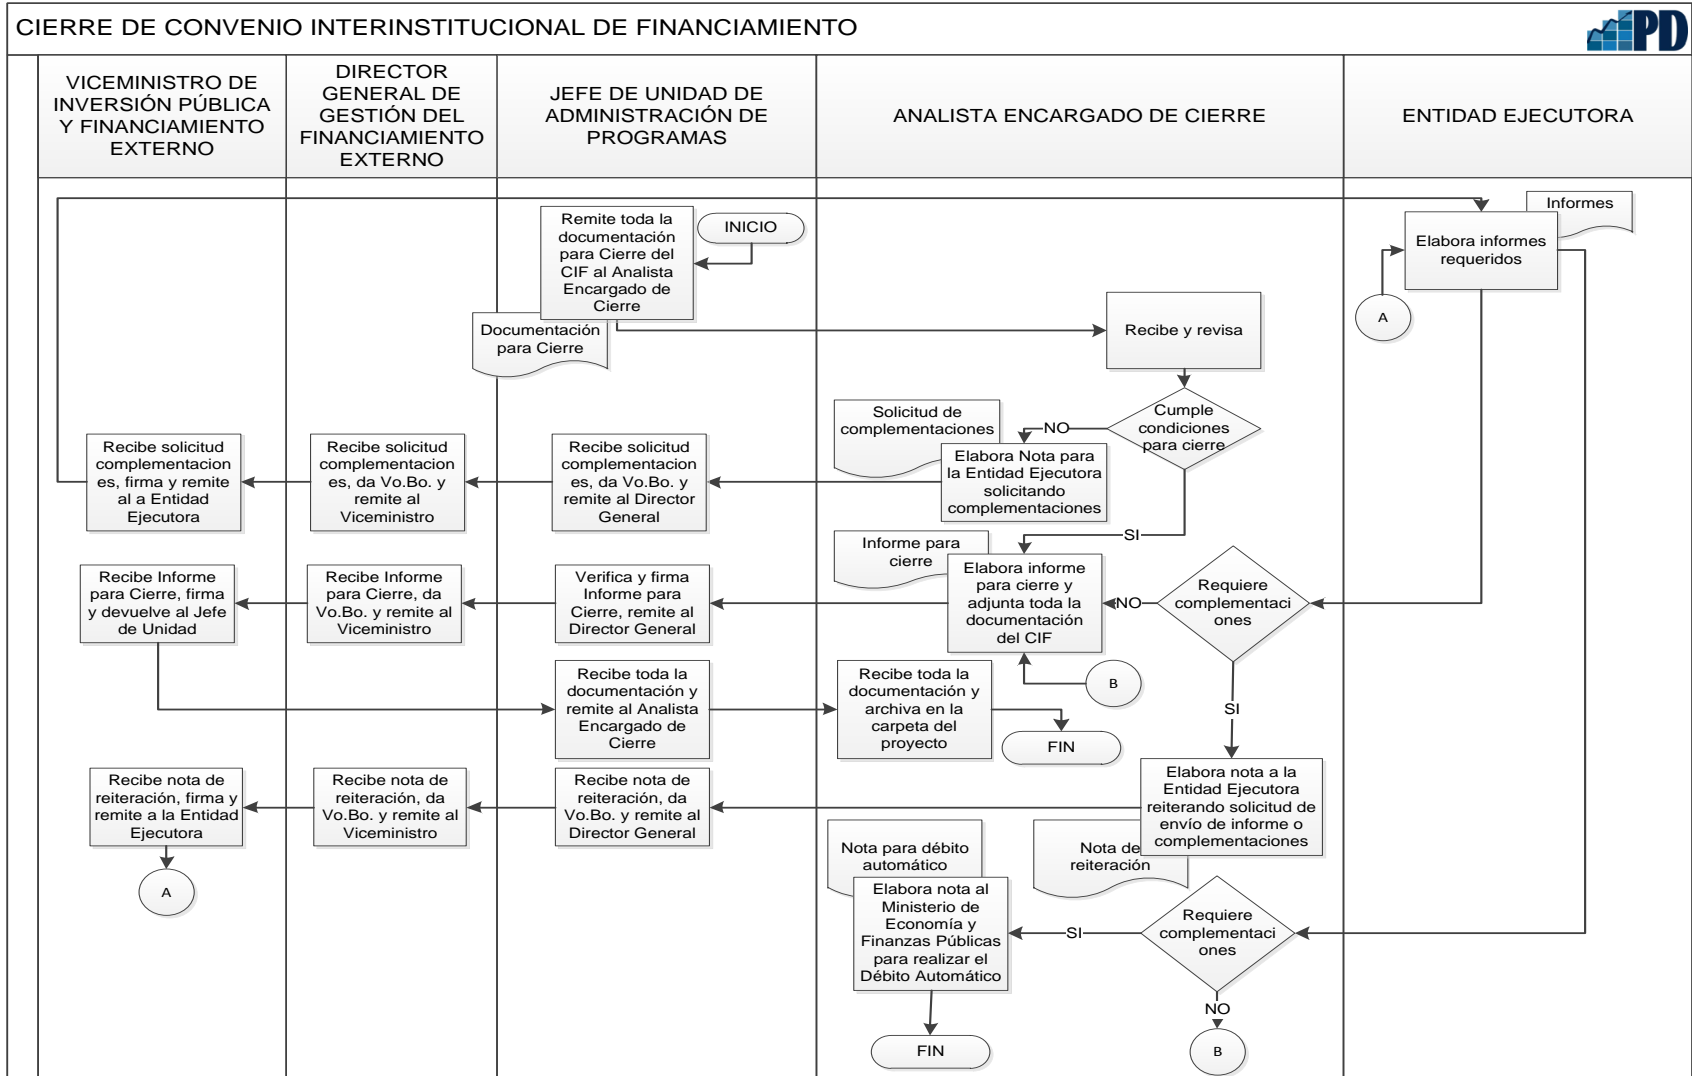 CIERRE DE CONVENIO INTERINSTITUCIONAL DE FINANCIAMIENTO
PD
VICEMINISTRO DE
INVERSIÓN PÚBLICA
Y FINANCIAMIENTO
EXTERNO
DIRECTOR
GENERAL DE
GESTIÓN DEL
FINANCIAMIENTO
EXTERNO
JEFE DE UNIDAD DE
ADMINISTRACIÓN DE
PROGRAMAS
ANALISTA ENCARGADO DE CIERRE
ENTIDAD EJECUTORA
Remite toda la
documentación
para Cierre del
CIF al Analista
Encargado de
Cierre
INICIO
Informes
Elabora informes
requeridos
A
Documentación
para Cierre
Recibe y revisa
Cumple
condiciones
para cierre
NO
SI
Solicitud de
complementaciones
Elabora Nota para
la Entidad Ejecutora
solicitando
complementaciones
Recibe solicitud
complementacion
es, da Vo.Bo. y
remite al Director
General
Recibe solicitud
complementacion
es, da Vo.Bo. y
remite al
Viceministro
Recibe solicitud
complementacion
es, firma y remite
al a Entidad
Ejecutora
Informe para
cierre
Elabora informe
para cierre y
adjunta toda la
documentación
del CIF
NO
Requiere
complementaci
ones
SI
Verifica y firma
Informe para
Cierre, remite al
Director General
Recibe Informe
para Cierre, da
Vo.Bo. y remite al
Viceministro
Recibe Informe
para Cierre, firma
y devuelve al Jefe
de Unidad
B
Recibe toda la
documentación y
remite al Analista
Encargado de
Cierre
Recibe toda la
documentación y
archiva en la
carpeta del
proyecto
FIN
Elabora nota a la
Entidad Ejecutora
reiterando solicitud de
envío de informe o
complementaciones
Nota de
reiteración
Recibe nota de
reiteración, da
Vo.Bo. y remite al
Director General
Recibe nota de
reiteración, da
Vo.Bo. y remite al
Viceministro
Recibe nota de
reiteración, firma y
remite a la Entidad
Ejecutora
A
Nota para débito
automático
Elabora nota al
Ministerio de
Economía y
Finanzas Públicas
para realizar el
Débito Automático
SI
Requiere
complementaci
ones
NO
FIN
B